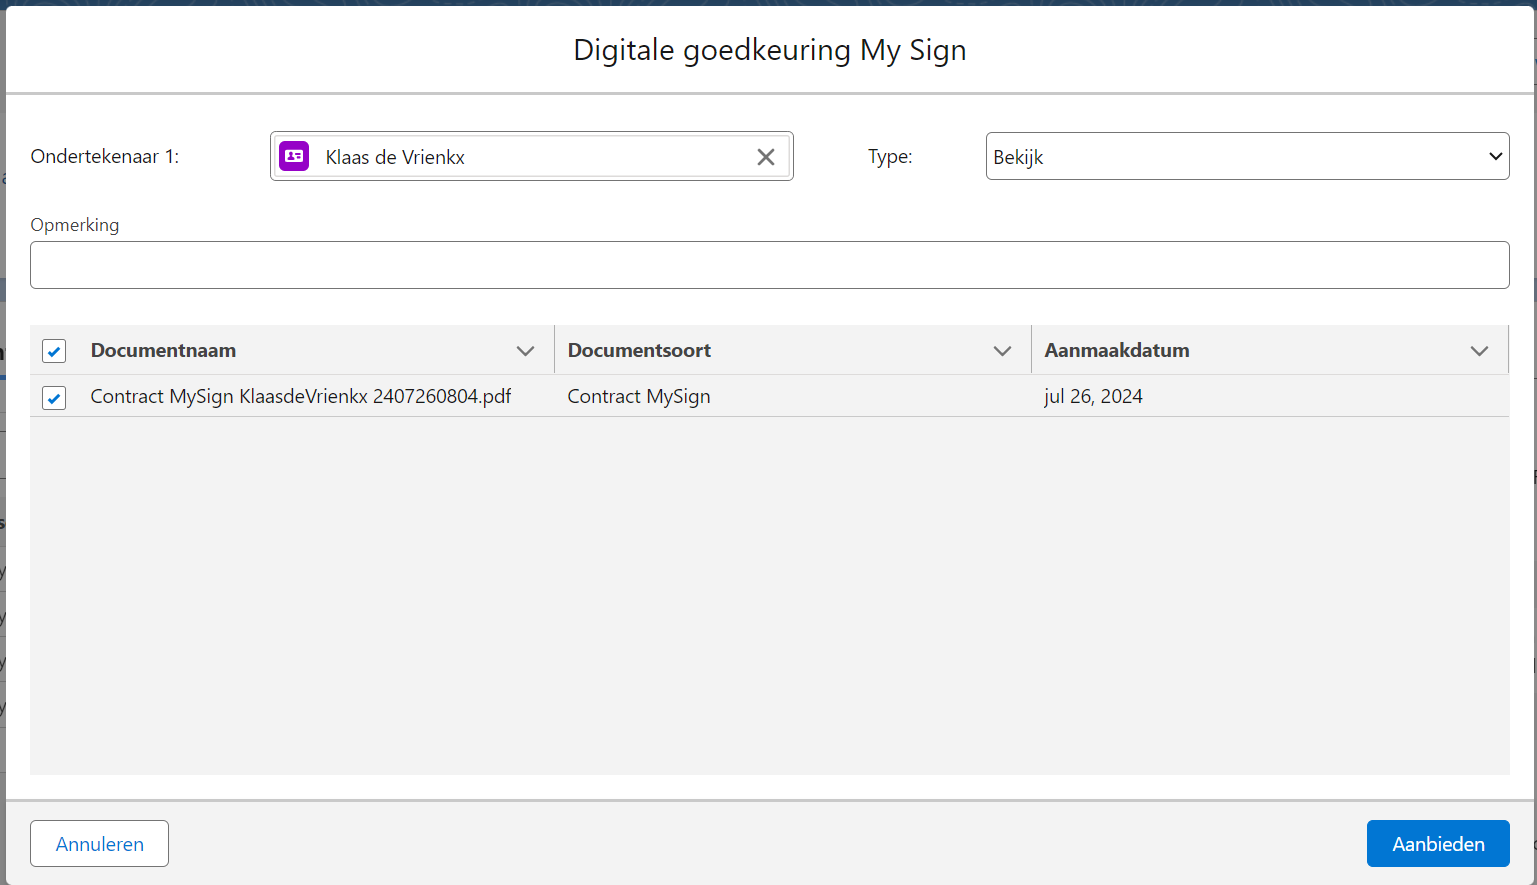 Digitale goedkeuring My Sign
Ondertekenaar 1: Klaas de Vrienkx Type: Bekijk
Opmerking
Documentnaam Documentsoort Aanmaakdatum
Contract MySign KlaasdeVrienkx 2407260804.pdf Contract MySign jul 26, 2024
Annuleren Aanbieden